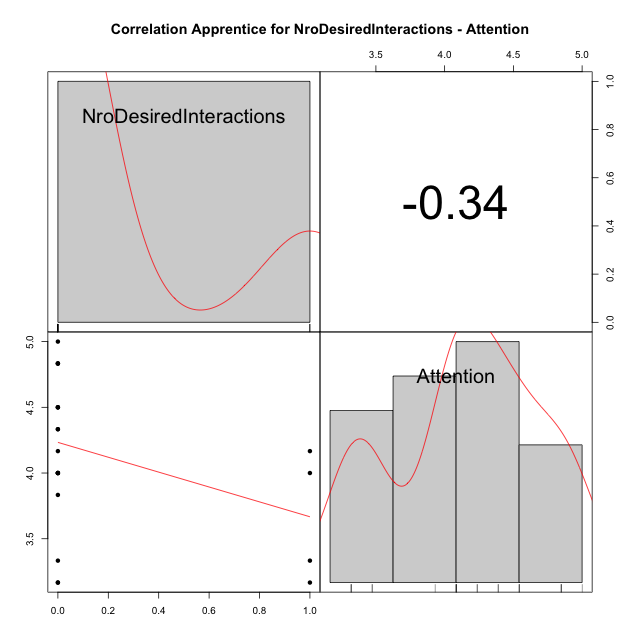 Correlation Apprentice for NroDesiredInteractions - Attention
3.5 4.0 4.5 5.0
NroDesiredInteractions
-0.34
0.0 0.2 0.4 0.6 0.8 1.0
3.5 4.0 4.5 5.0
Attention
0.0 0.2 0.4 0.6 0.8 1.0